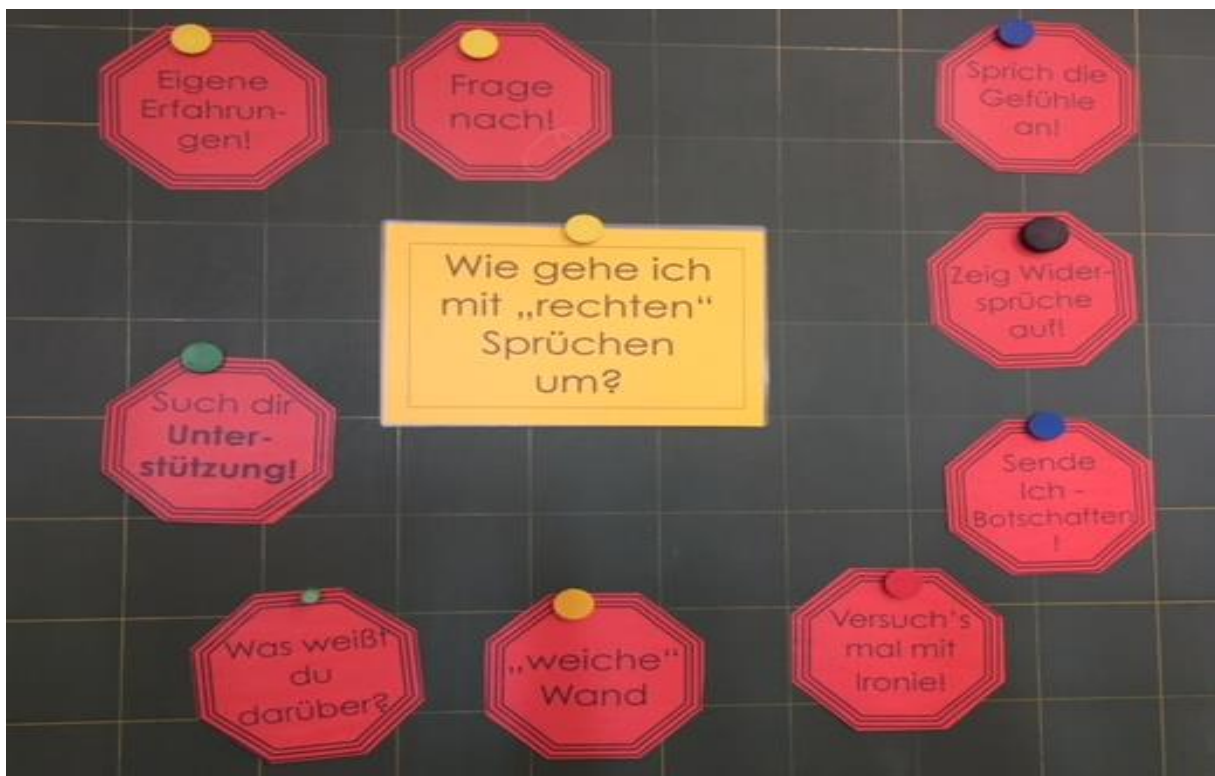 Eigene
Erfahrun-
gen!
Frage
nach!
Sprich die
Gefühle
an!
Wie gehe ich
mit „rechten“
Sprüchen
um?
Zeig Wider-
sprüche
auf!
Such dir
Unter-
stützung!
Sende
Ich -
Botschaften
!
Was weißt
du
darüber?
„weiche“
Wand
Versuch's
mal mit
Ironie!